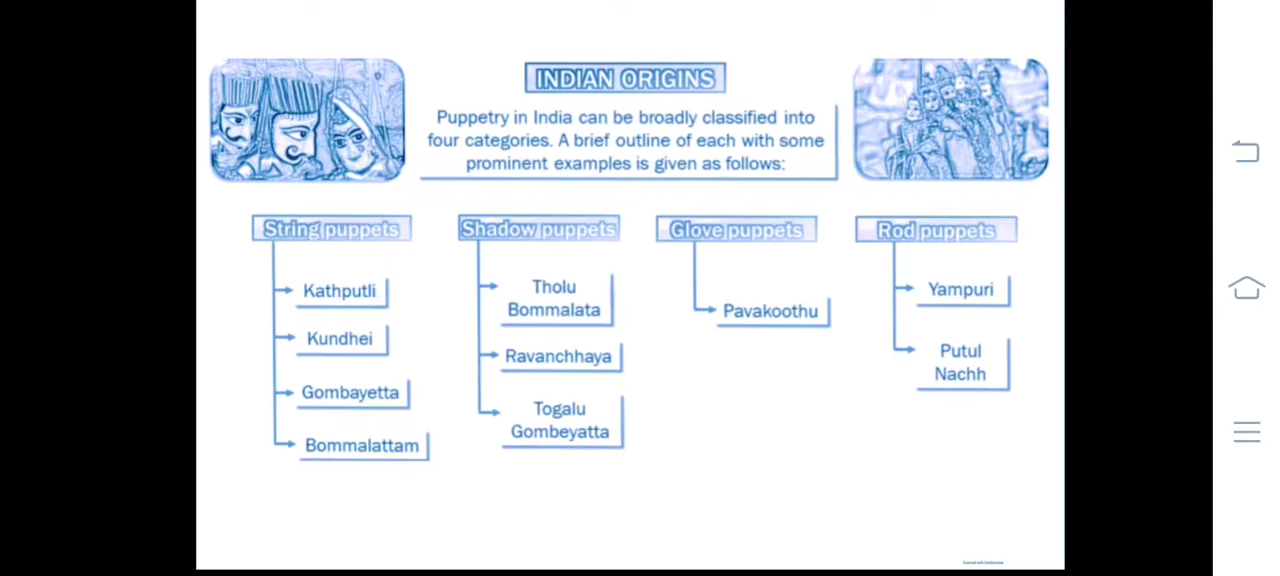 INDIAN ORIGINS
Puppetry in India can be broadly classified into
four categories. A brief outline of each with some
prominent examples is given as follows:
String puppets
Kathputli
Kundhei
Gombayetta
Bommalattam
Shadow puppets
Tholu
Bommalata
Ravanchhaya
Togalu
Gombeyatta
Glove puppets
Pavakoothu
Rod puppets
Yampuri
Putul
Nachh